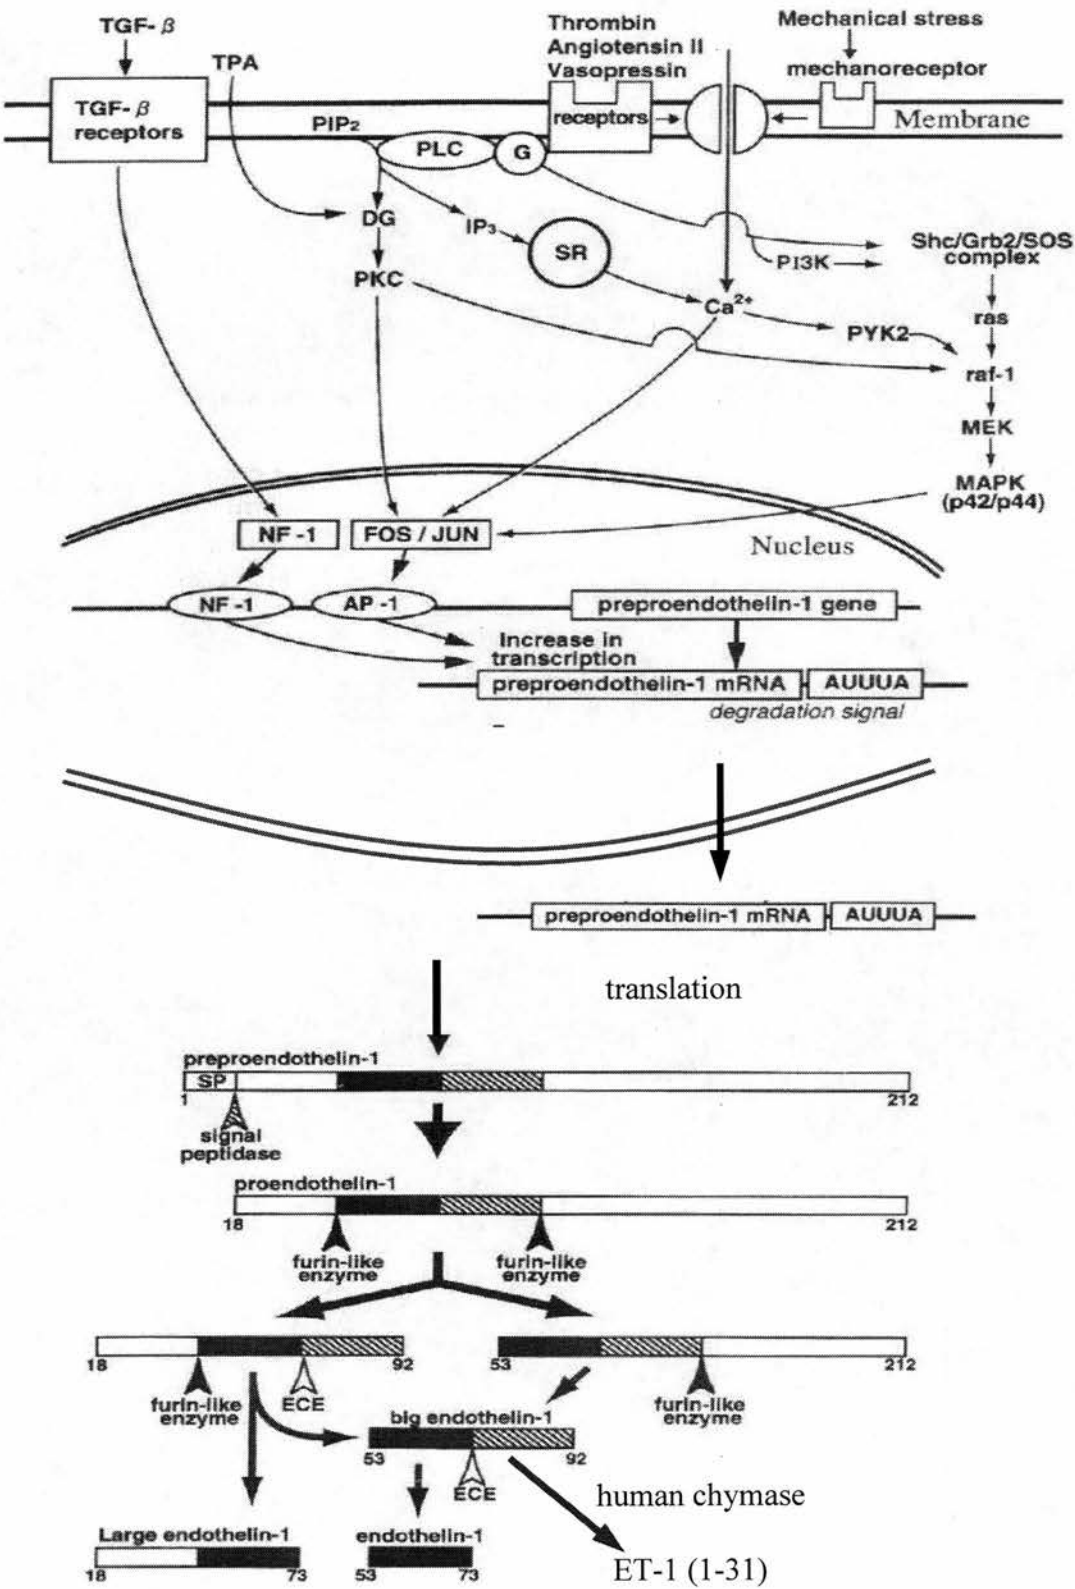 TGF-β
TPA
Thrombin
Angiotensin II
Vasopressin
Mechanical stress
mechanoreceptor
TGF-β
receptors
PIP2
PLC
G
receptors
Membrane
DG
IP3
SR
PKC
Ca2+
PI3K
Shc/Grb2/SOS
complex
ras
PYK2
raf-1
MEK
MAPK
(p42/p44)
NF-1
FOS / JUN
Nucleus
NF-1
AP-1
preproendothelin-1 gene
Increase in
transcription
preproendothelin-1 mRNA
AUUUA
degradation signal
preproendothelin-1 mRNA
AUUUA
translation
preproendothelin-1
SP
1
212
signal
peptidase
proendothelin-1
18
212
furin-like
enzyme
furin-like
enzyme
18
92
53
212
furin-like
enzyme
ECE
furin-like
enzyme
big endothelin-1
53
92
ECE
human chymase
Large endothelin-1
18
73
endothelin-1
53
73
ET-1 (1-31)